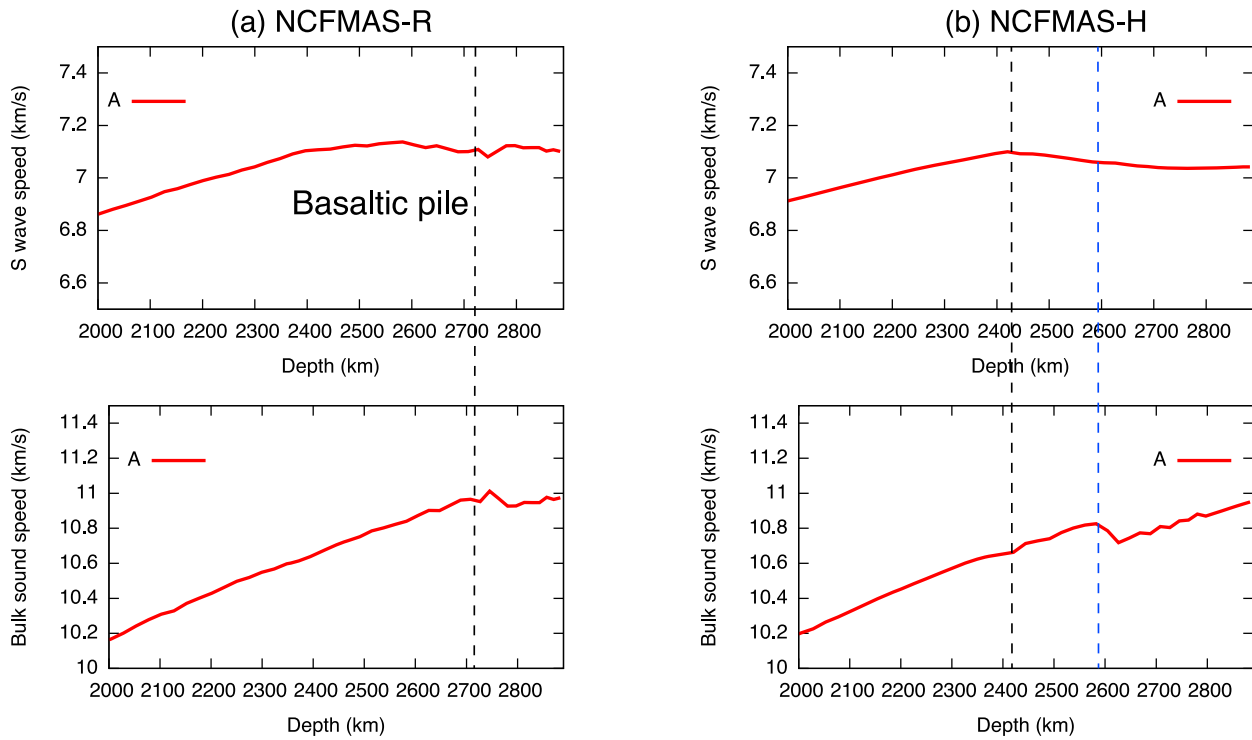 (a) NCFMAS-R
S wave speed (km/s)
7.4
7.2
7
6.8
6.6
A
Basaltic pile
2000 2100 2200 2300 2400 2500 2600 2700 2800
Depth (km)
(b) NCFMAS-H
S wave speed (km/s)
7.4
7.2
7
6.8
6.6
A
2000 2100 2200 2300 2400 2500 2600 2700 2800
Depth (km)
Bulk sound speed (km/s)
11.4
11.2
11
10.8
10.6
10.4
10.2
10
A
2000 2100 2200 2300 2400 2500 2600 2700 2800
Depth (km)
Bulk sound speed (km/s)
11.4
11.2
11
10.8
10.6
10.4
10.2
10
A
2000 2100 2200 2300 2400 2500 2600 2700 2800
Depth (km)